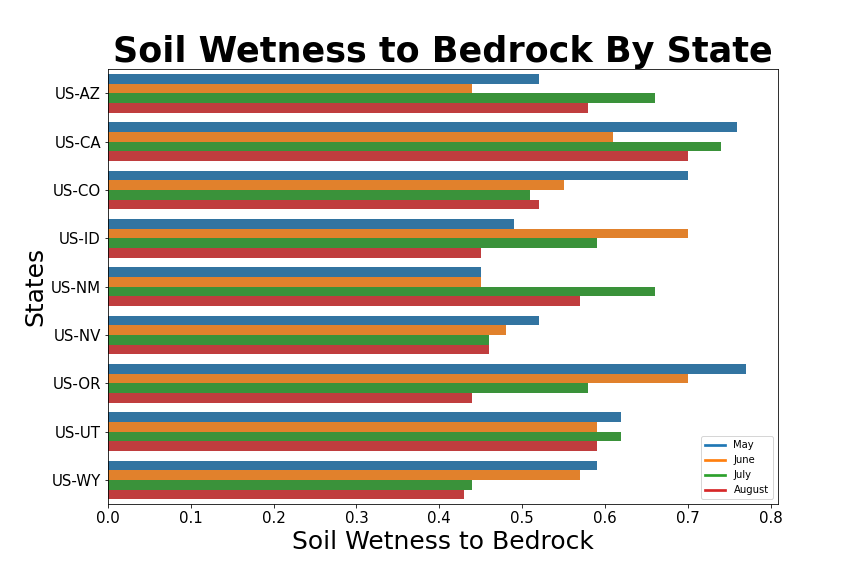 Soil Wetness to Bedrock By State
States
US-AZ
US-CA
US-CO
US-ID
US-NM
US-NV
US-OR
US-UT
US-WY
May
June
July
August
0.0 0.1 0.2 0.3 0.4 0.5 0.6 0.7 0.8
Soil Wetness to Bedrock